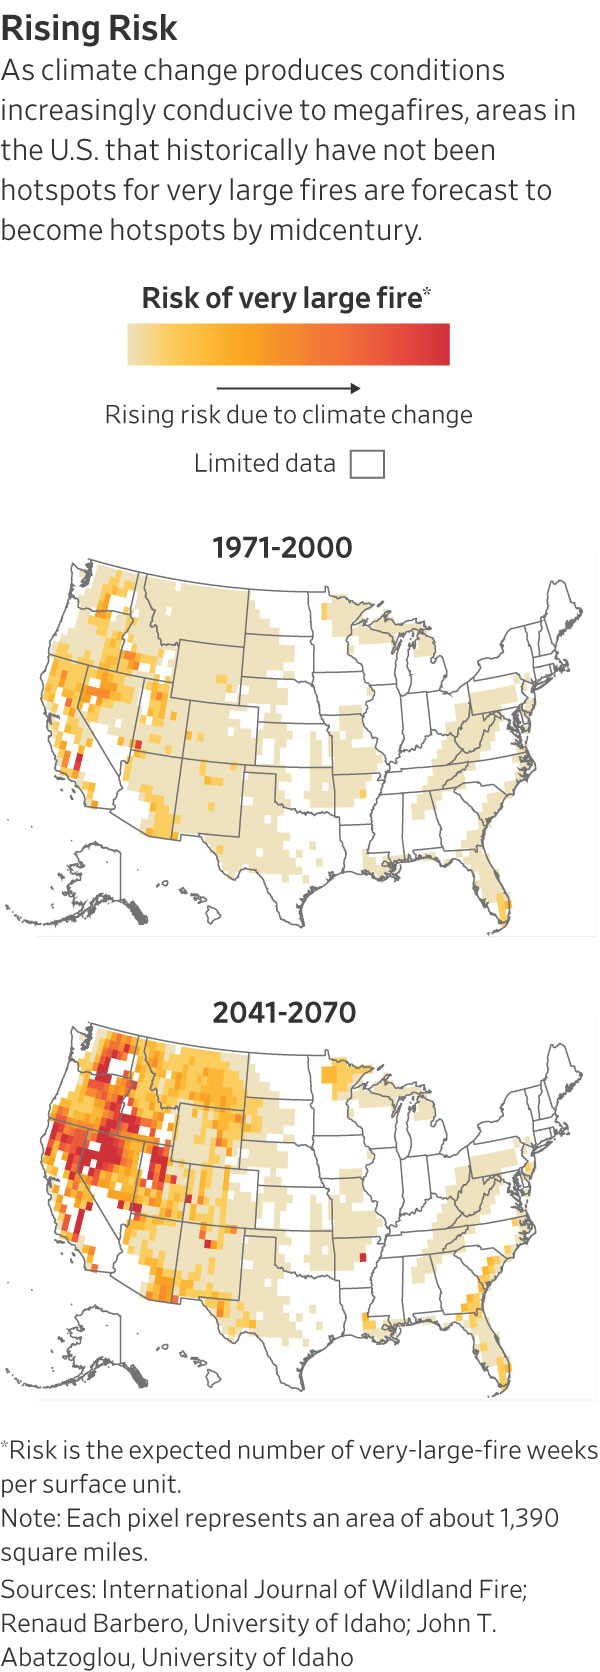 Rising Risk
As climate change produces conditions
increasingly conducive to megafires, areas in
the U.S. that historically have not been
hotspots for very large fires are forecast to
become hotspots by midcentury.
Risk of very large fire*
Rising risk due to climate change
Limited data
1971-2000
2041-2070
*Risk is the expected number of very-large-fire weeks
per surface unit.
Note: Each pixel represents an area of about 1,390
square miles.
Sources: International Journal of Wildland Fire;
Renaud Barbero, University of Idaho; John T.
Abatzoglou, University of Idaho